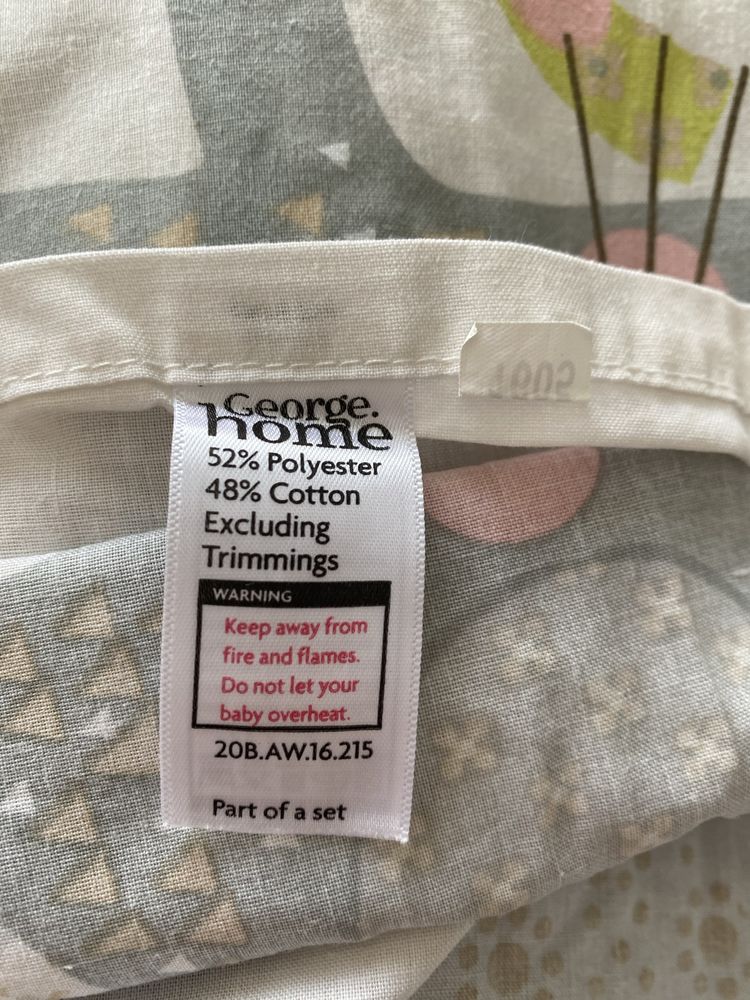 George.
home
52% Polyester
48% Cotton
Excluding
Trimmings
WARNING
Keep away from
fire and flames.
Do not let your
baby overheat.
20B.AW.16.215
Part of a set